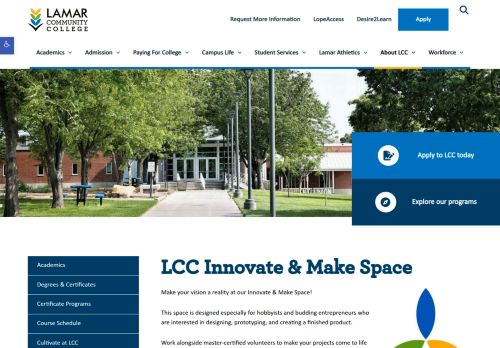 LAMAR
COMMUNITY
COLLEGE
Request More Information
LopeAccess
Desire2Learn
Apply
Academics
Admission
Paying For College
Campus Life
Student Services
Lamar Athletics
About LCC
Workforce
Apply to LCC today
Explore our programs
Academics
Degrees & Certificates
Certificate Programs
Course Schedule
Cultivate at LCC
LCC Innovate & Make Space
Make your vision a reality at our Innovate & Make Space!
This space is designed especially for hobbyists and budding entrepreneurs who
are interested in designing, prototyping, and creating a finished product.
Work alongside master-certified volunteers to make your projects come to life